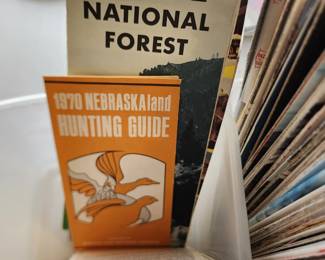 NATIONAL
FOREST
1970 NEBRASKAland
HUNTING GUIDE